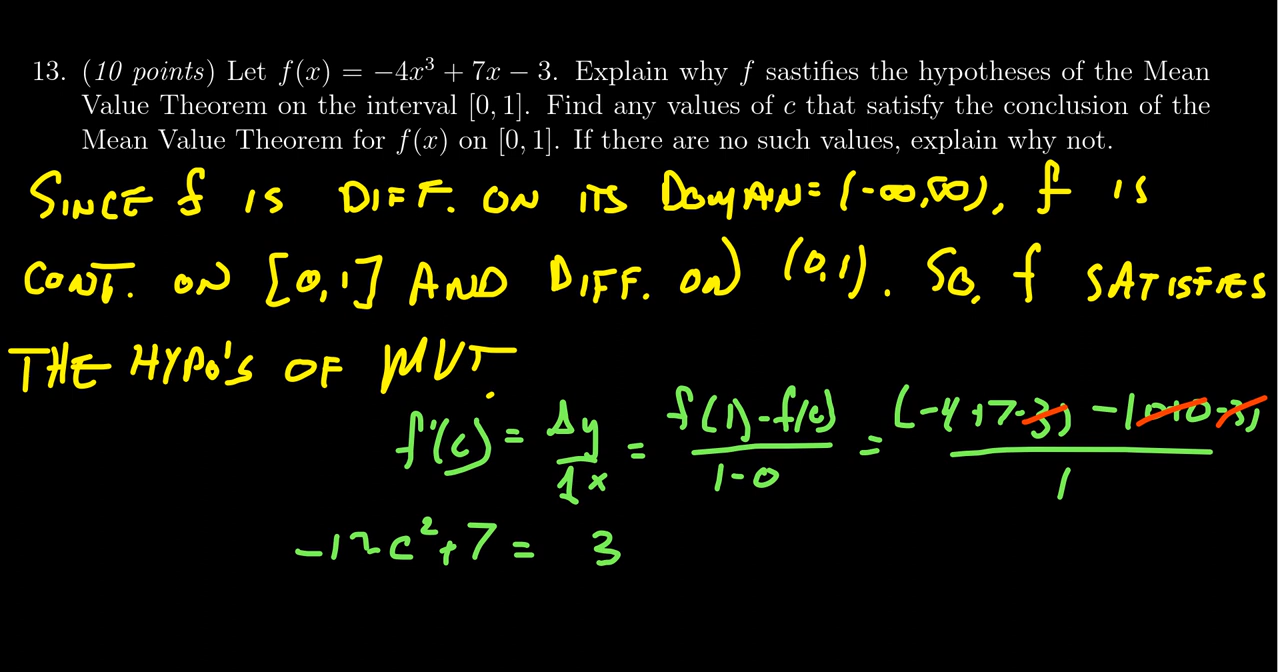 13. (10 points) Let f(x) = −4x³ + 7x − 3. Explain why f sastifies the hypotheses of the Mean
Value Theorem on the interval [0, 1]. Find any values of c that satisfy the conclusion of the
Mean Value Theorem for f(x) on [0, 1]. If there are no such values, explain why not.
SINCE f IS DIFF. ON ITS DOMAIN = (-∞,∞), f IS
CONT. ON [0,1] AND DIFF. ON (0,1). SO, f SATISFIES
THE HYPO'S OF MVT.
f'(c) = Δy/Δx = (f(1)-f(0))/(1-0) = ((-4+7-3) - (0+0-3))/1
-12c²+7 = 3